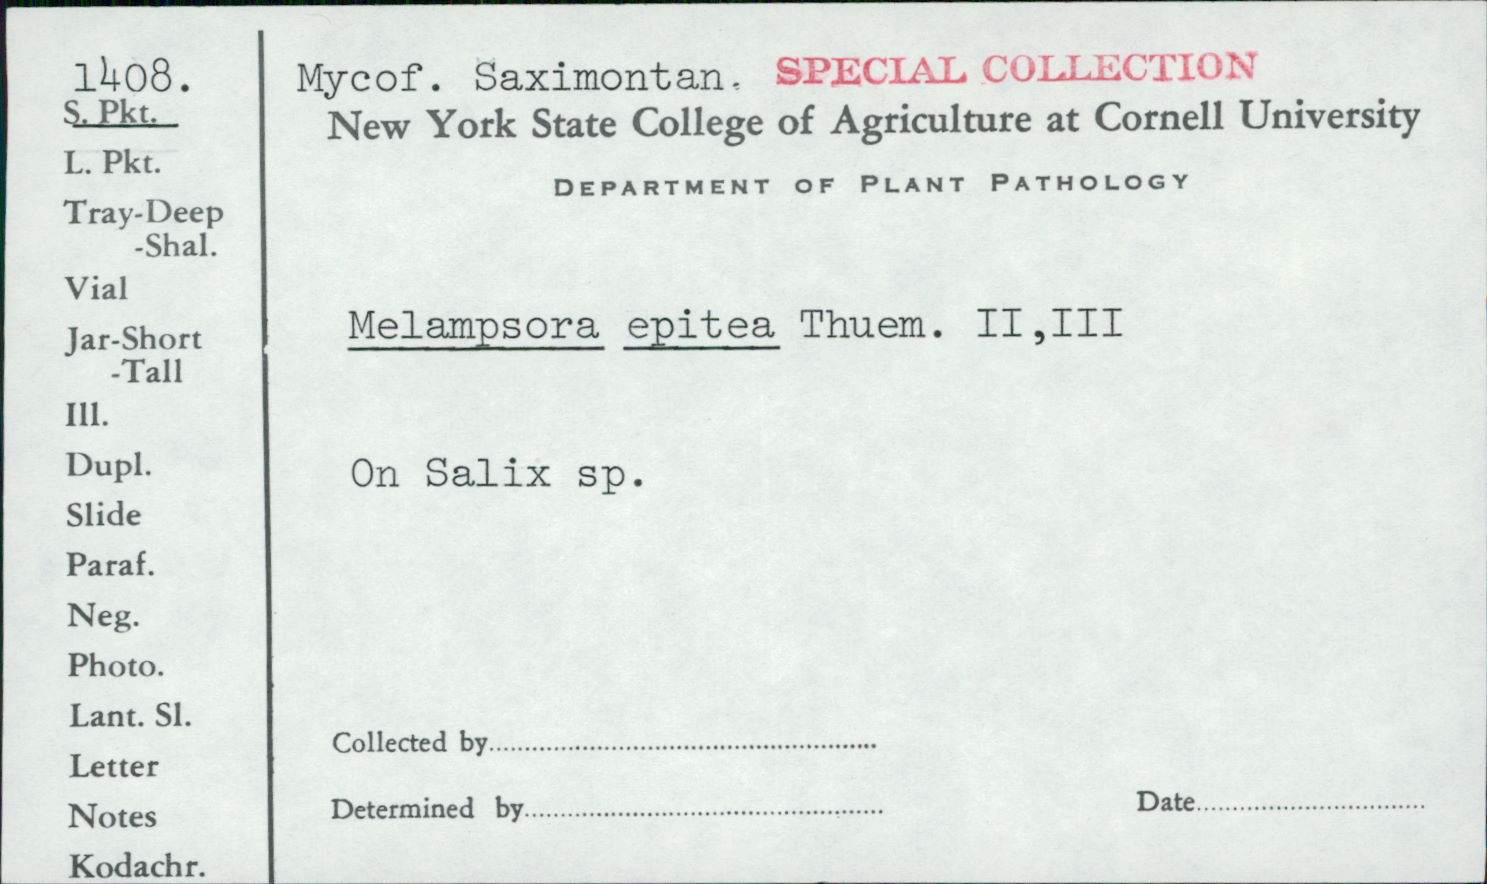 1408.
S. Pkt.
L. Pkt.
Tray-Deep
-Shal.
Vial
Jar-Short
-Tall
Ill.
Dupl.
Slide
Paraf.
Neg.
Photo.
Lant. Sl.
Letter
Notes
Kodachr.
Mycof. Saximontan. SPECIAL COLLECTION
New York State College of Agriculture at Cornell University
DEPARTMENT OF PLANT PATHOLOGY
Melampsora epitea Thuem. II,III
On Salix sp.
Collected by
Determined by
Date